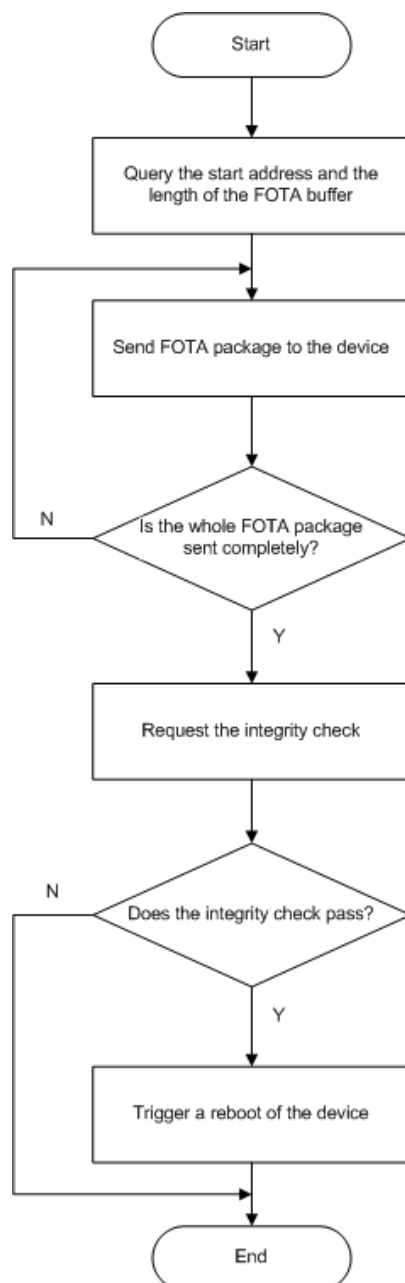 Start
Query the start address and the
length of the FOTA buffer
Send FOTA package to the device
Is the whole FOTA package
sent completely?
N
Y
Request the integrity check
Does the integrity check pass?
N
Y
Trigger a reboot of the device
End